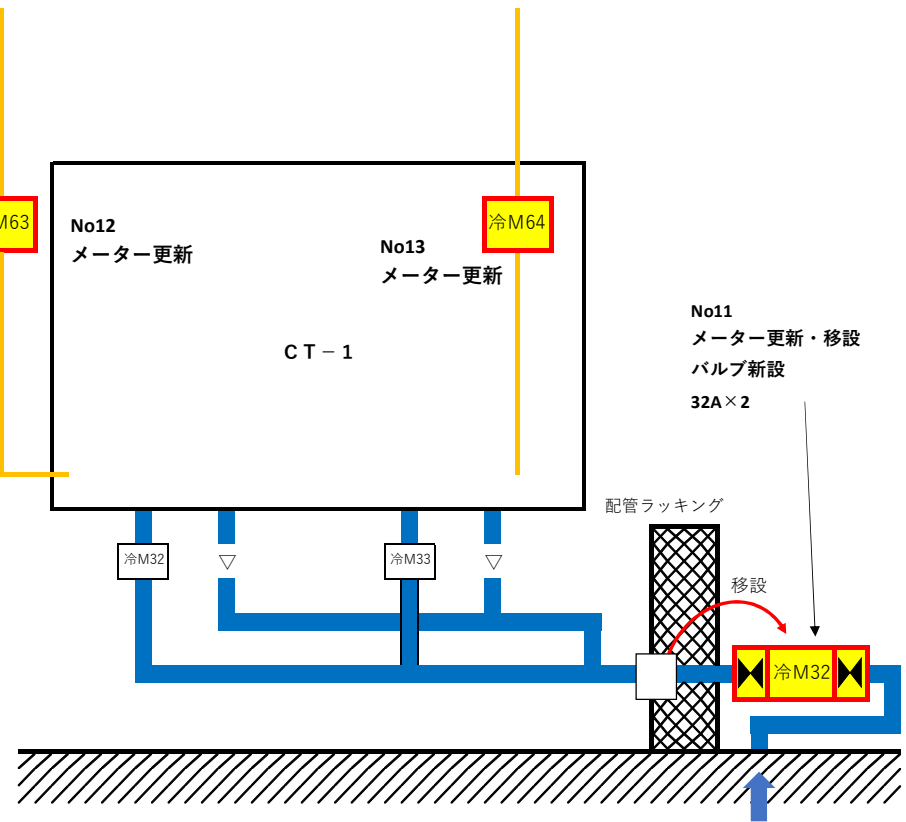 M63
No12
メーター更新
No13
メーター更新
冷M64
CT－1
No11
メーター更新・移設
バルブ新設
32A×2
配管ラッキング
冷M32
▽
冷M33
▽
移設
冷M32